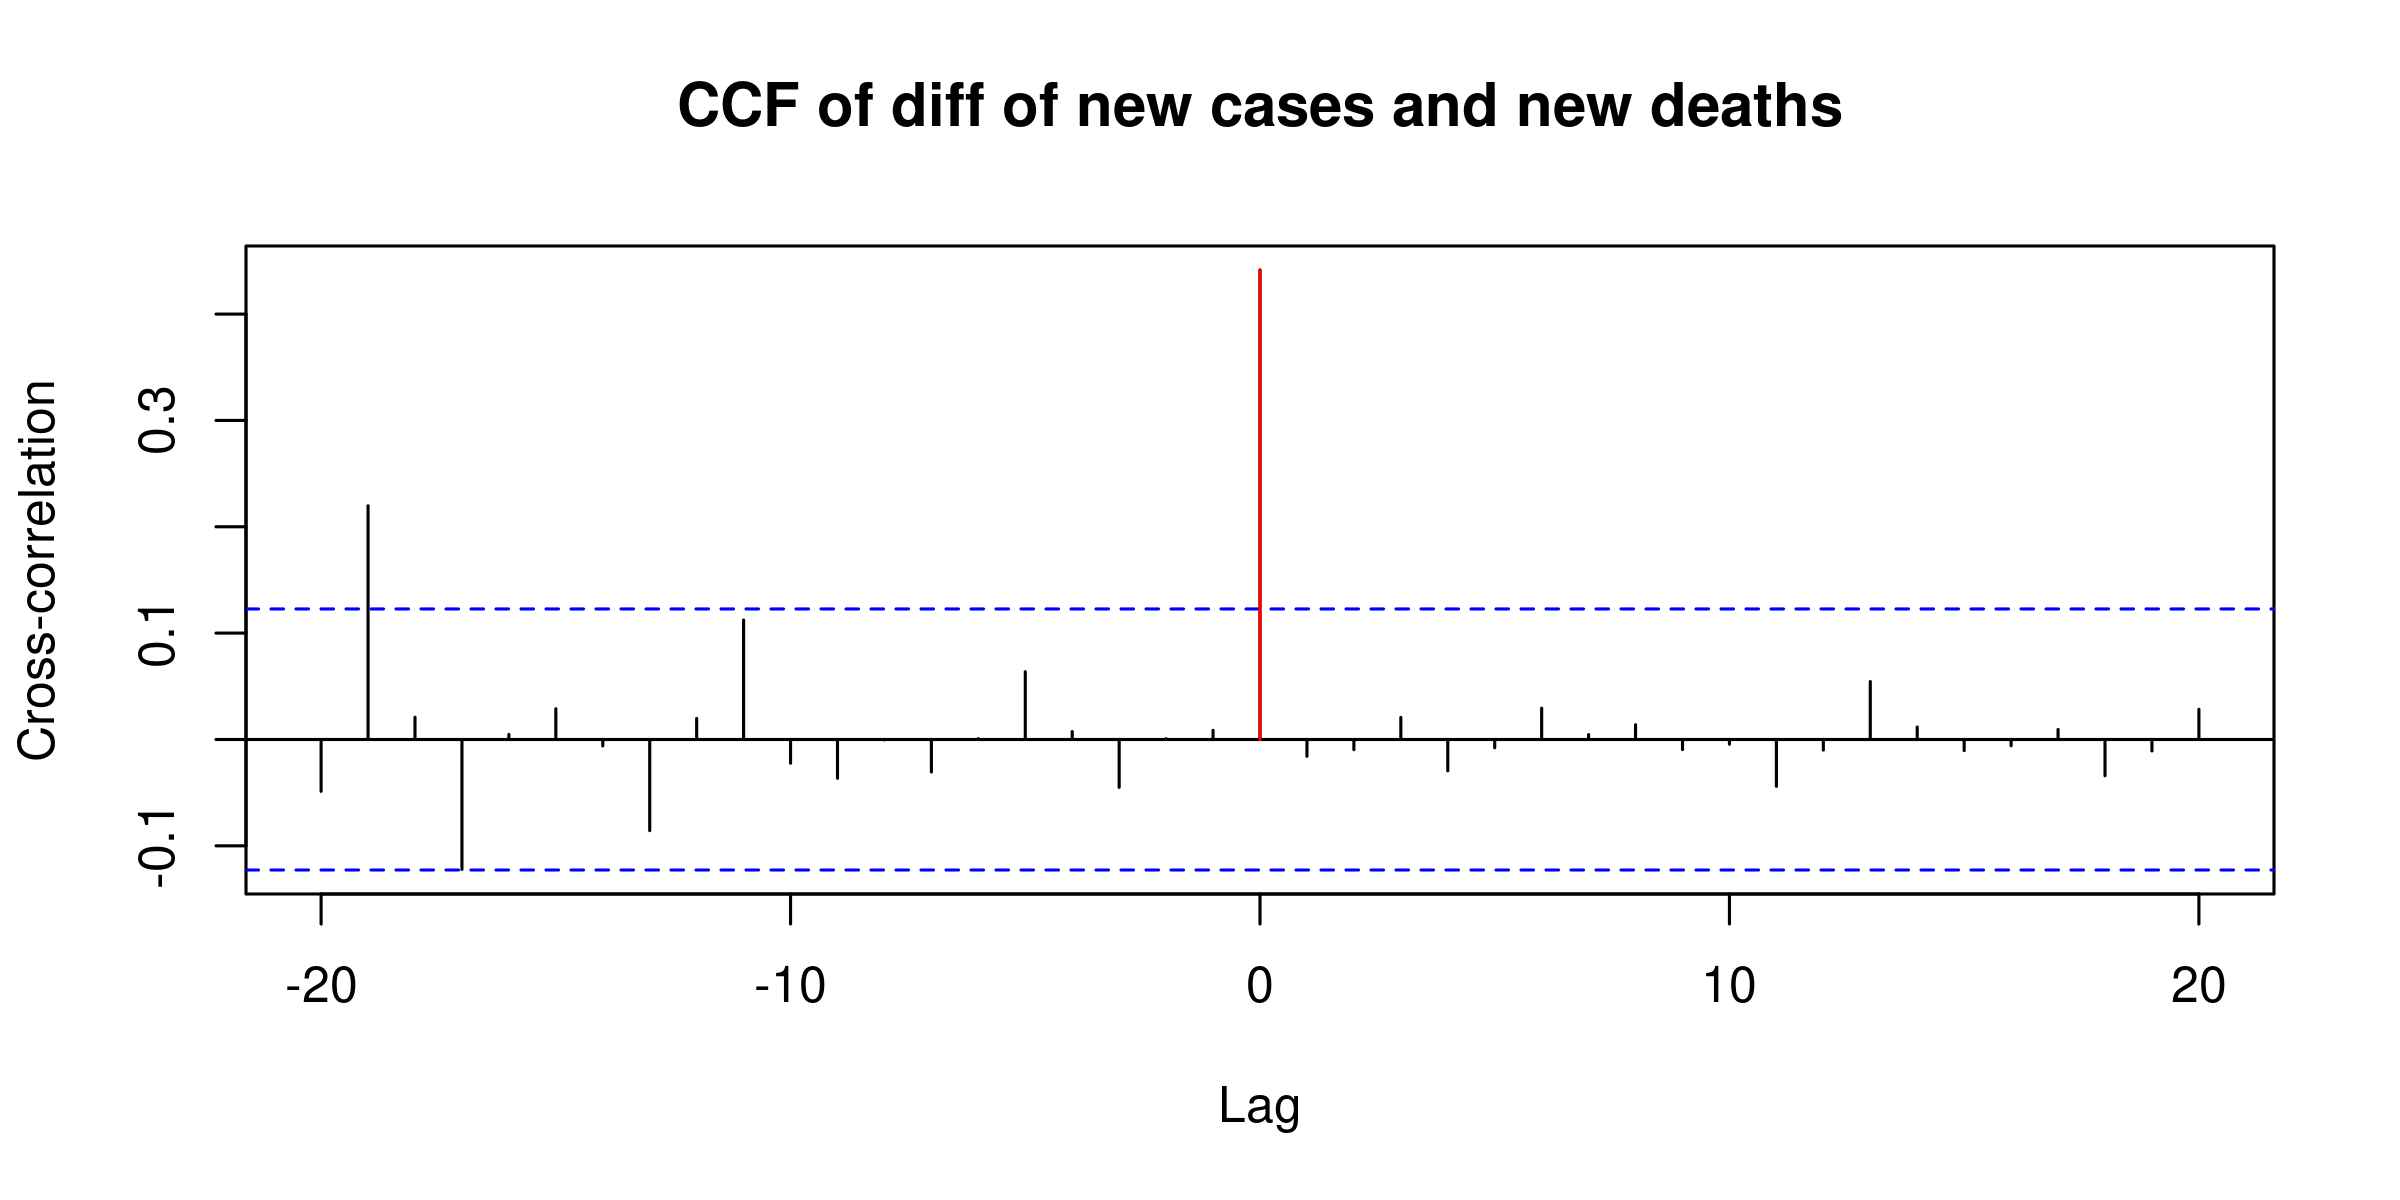 CCF of diff of new cases and new deaths
Cross-correlation
0.3
0.1
-0.1
-20 -10 0 10 20
Lag